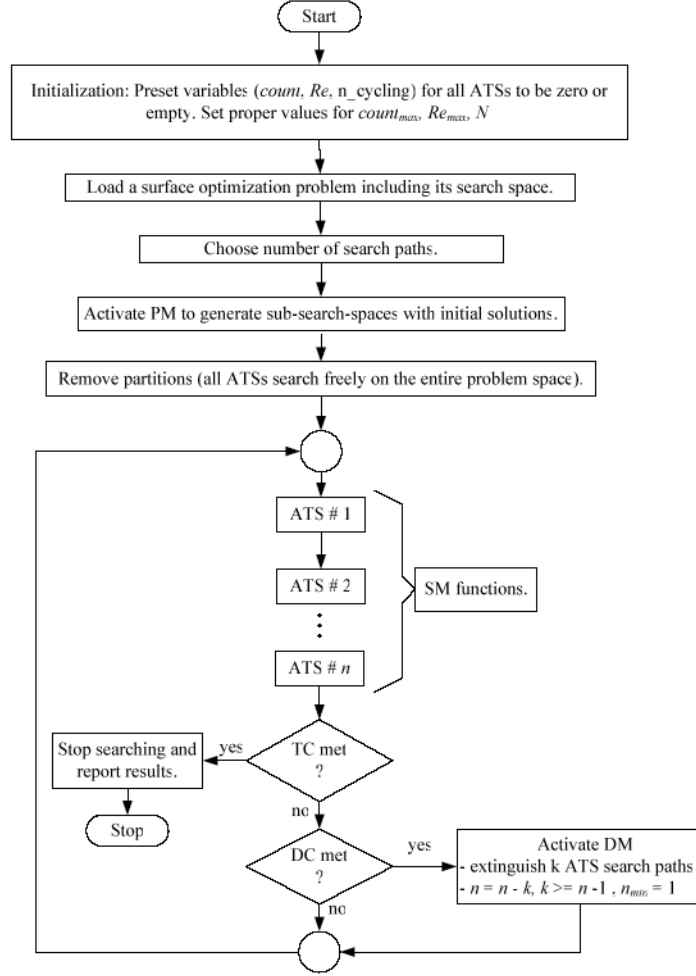 Start
Initialization: Preset variables (count, Re, n_cycling) for all ATSs to be zero or
empty. Set proper values for count_max, Re_max, N
Load a surface optimization problem including its search space.
Choose number of search paths.
Activate PM to generate sub-search-spaces with initial solutions.
Remove partitions (all ATSs search freely on the entire problem space).
ATS # 1
ATS # 2
SM functions.
ATS # n
TC met
?
yes
Stop searching and
report results.
Stop
no
DC met
?
yes
Activate DM
- extinguish k ATS search paths
- n = n - k, k >= n -1 , n_min = 1
no